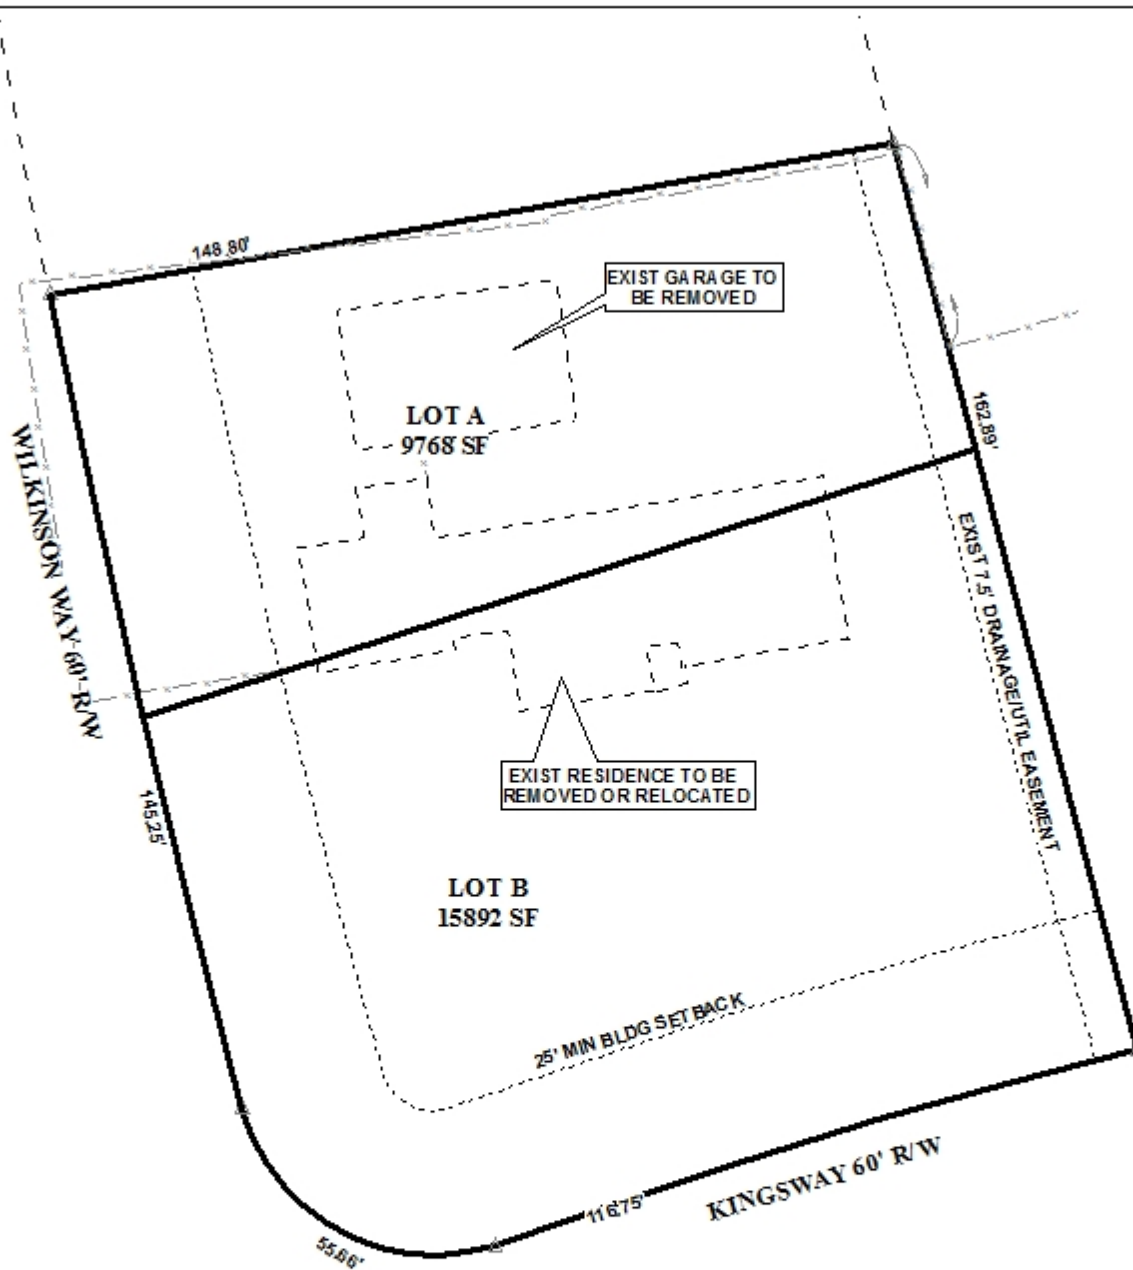 148.80'
EXIST GARAGE TO
BE REMOVED
LOT A
9768 SF
162.89'
WILKINSON WAY 60' R/W
EXIST 7.5' DRAINAGE/UTIL EASEMENT
EXIST RESIDENCE TO BE
REMOVED OR RELOCATED
145.25'
LOT B
15892 SF
25' MIN BLDG SETBACK
KINGSWAY 60' R/W
116.75'
55.66'